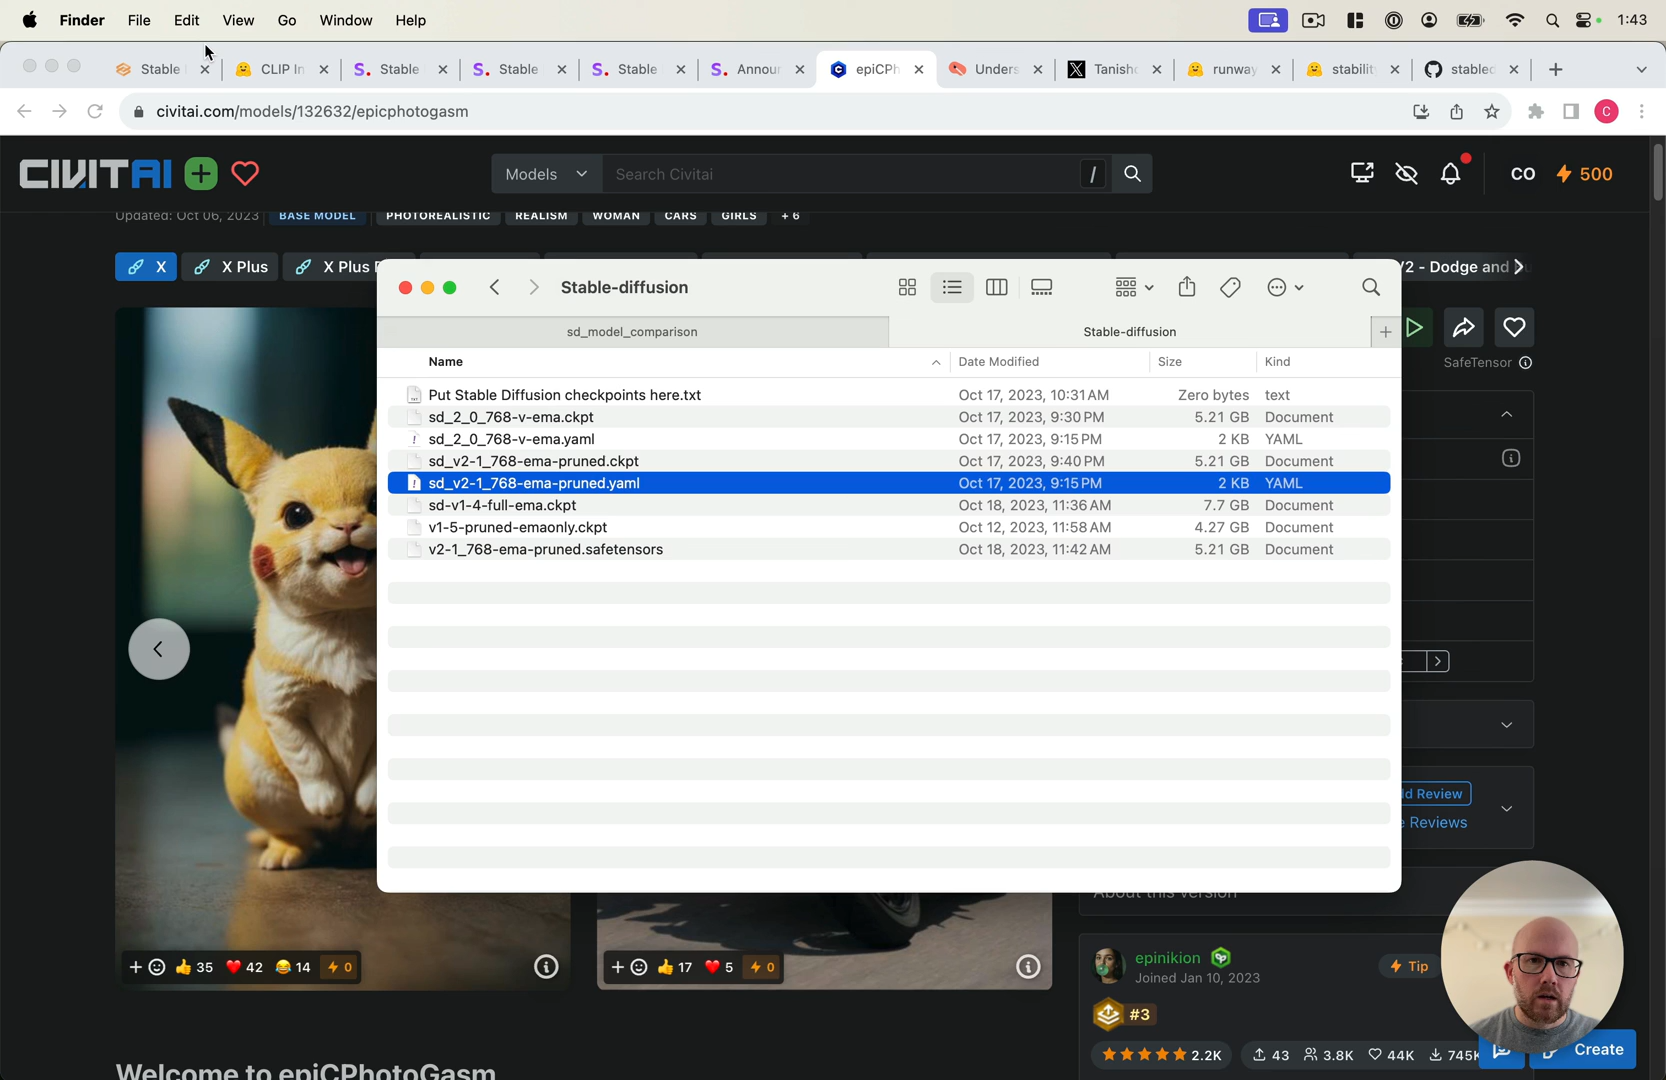 Finder File Edit View Go Window Help 1:43
Stable CLIP In Stable Stable Stable Annour epiCPh Unders Tanish runway stabilit stabled
civitai.com/models/132632/epicphotogasm C
CIVITAI Models Search Civitai / CO 500
Updated: Oct 06, 2023 BASE MODEL PHOTOREALISTIC REALISM WOMAN CARS GIRLS + 6
X X Plus X Plus /2 - Dodge and
Stable-diffusion
sd_model_comparison Stable-diffusion
SafeTensor
Name Date Modified Size Kind
Put Stable Diffusion checkpoints here.txt Oct 17, 2023, 10:31 AM Zero bytes text
sd_2_0_768-v-ema.ckpt Oct 17, 2023, 9:30 PM 5.21 GB Document
sd_2_0_768-v-ema.yaml Oct 17, 2023, 9:15 PM 2 KB YAML
sd_v2-1_768-ema-pruned.ckpt Oct 17, 2023, 9:40 PM 5.21 GB Document
sd_v2-1_768-ema-pruned.yaml Oct 17, 2023, 9:15 PM 2 KB YAML
sd-v1-4-full-ema.ckpt Oct 18, 2023, 11:36 AM 7.7 GB Document
v1-5-pruned-emaonly.ckpt Oct 12, 2023, 11:58 AM 4.27 GB Document
v2-1_768-ema-pruned.safetensors Oct 18, 2023, 11:42 AM 5.21 GB Document
ld Review
e Reviews
About this version
35 42 14 0 17 5 0
epinikion
Joined Jan 10, 2023
Tip
#3
2.2K 43 3.8K 44K 745K
Create
Welcome to epiCPhotoGasm